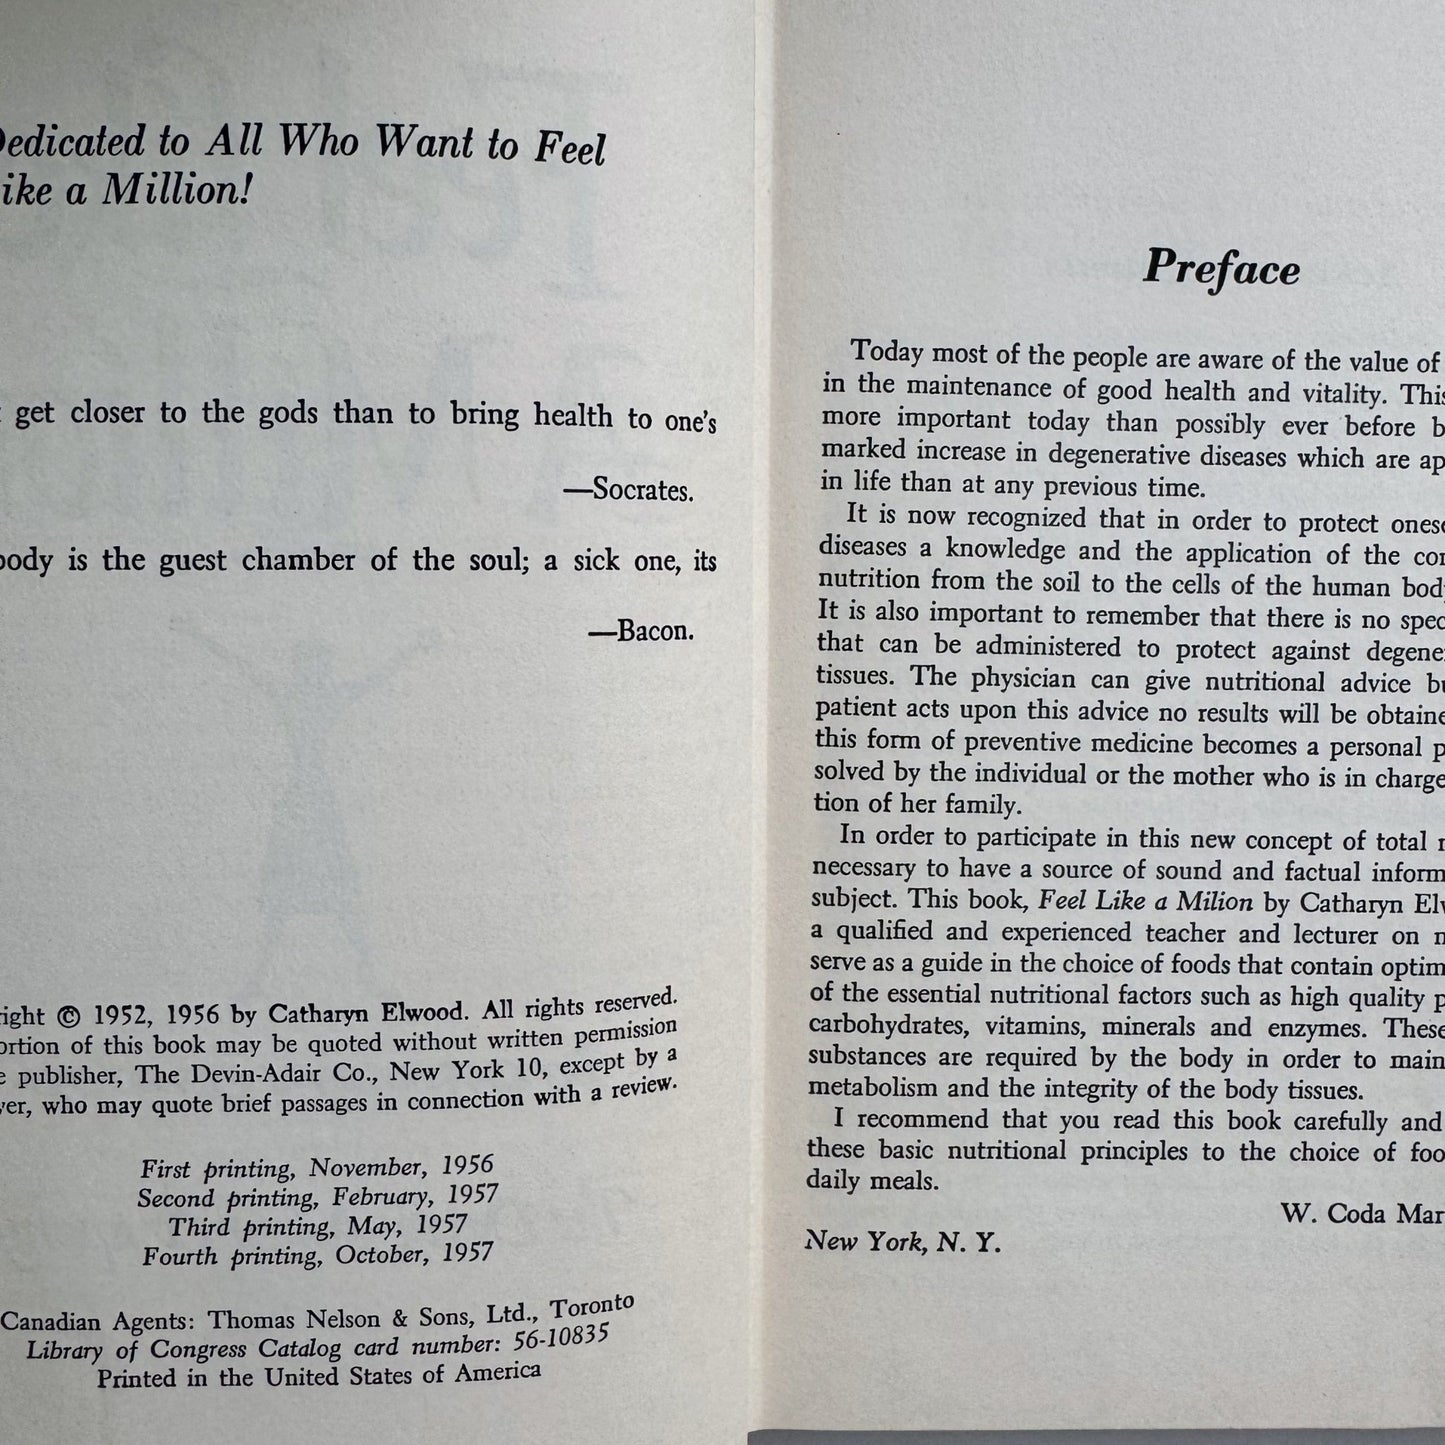 Dedicated to All Who Want to Feel
ike a Million!
get closer to the gods than to bring health to one's
—Socrates.
body is the guest chamber of the soul; a sick one, its
—Bacon.
right © 1952, 1956 by Catharyn Elwood. All rights reserved.
ortion of this book may be quoted without written permission
e publisher, The Devin-Adair Co., New York 10, except by a
er, who may quote brief passages in connection with a review.
First printing, November, 1956
Second printing, February, 1957
Third printing, May, 1957
Fourth printing, October, 1957
Canadian Agents: Thomas Nelson & Sons, Ltd., Toronto
Library of Congress Catalog card number: 56-10835
Printed in the United States of America
Preface
Today most of the people are aware of the value of
in the maintenance of good health and vitality. This
more important today than possibly ever before b
marked increase in degenerative diseases which are ap
in life than at any previous time.
It is now recognized that in order to protect onese
diseases a knowledge and the application of the cor
nutrition from the soil to the cells of the human body
It is also important to remember that there is no spec
that can be administered to protect against degene
tissues. The physician can give nutritional advice bu
patient acts upon this advice no results will be obtaine
this form of preventive medicine becomes a personal p
solved by the individual or the mother who is in charge
tion of her family.
In order to participate in this new concept of total n
necessary to have a source of sound and factual inform
subject. This book, Feel Like a Milion by Catharyn Elw
a qualified and experienced teacher and lecturer on n
serve as a guide in the choice of foods that contain optim
of the essential nutritional factors such as high quality p
carbohydrates, vitamins, minerals and enzymes. These
substances are required by the body in order to main
metabolism and the integrity of the body tissues.
I recommend that you read this book carefully and
these basic nutritional principles to the choice of foo
daily meals.
W. Coda Mar
New York, N. Y.